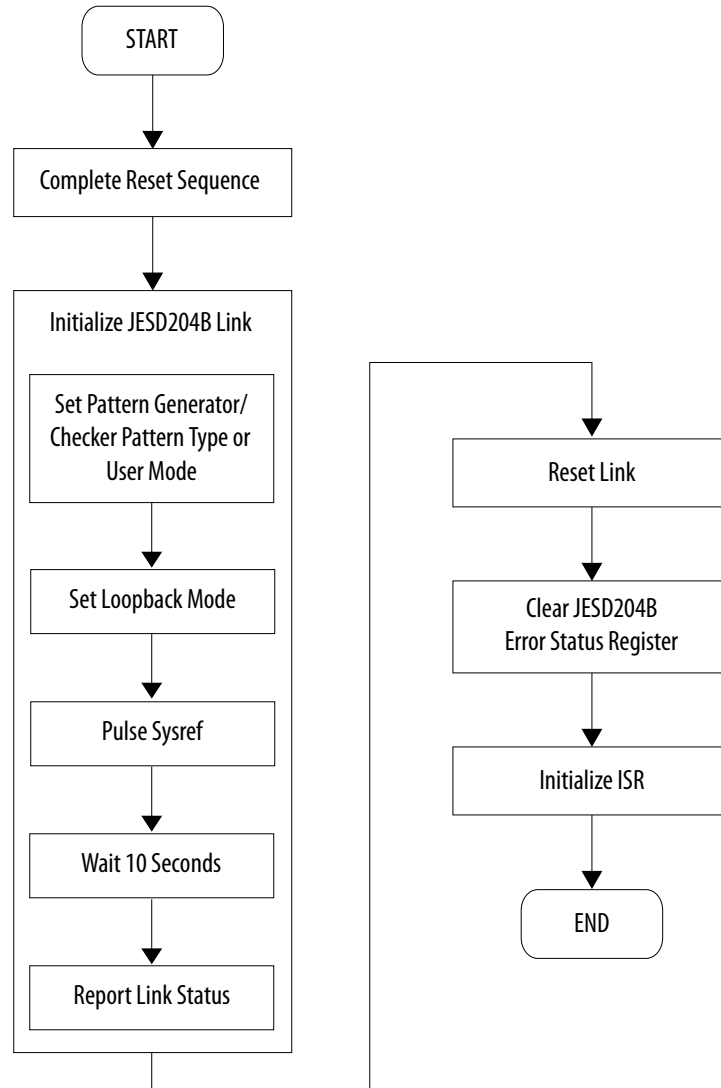 START
Complete Reset Sequence
Initialize JESD204B Link
Set Pattern Generator/
Checker Pattern Type or
User Mode
Set Loopback Mode
Pulse Sysref
Wait 10 Seconds
Report Link Status
Reset Link
Clear JESD204B
Error Status Register
Initialize ISR
END